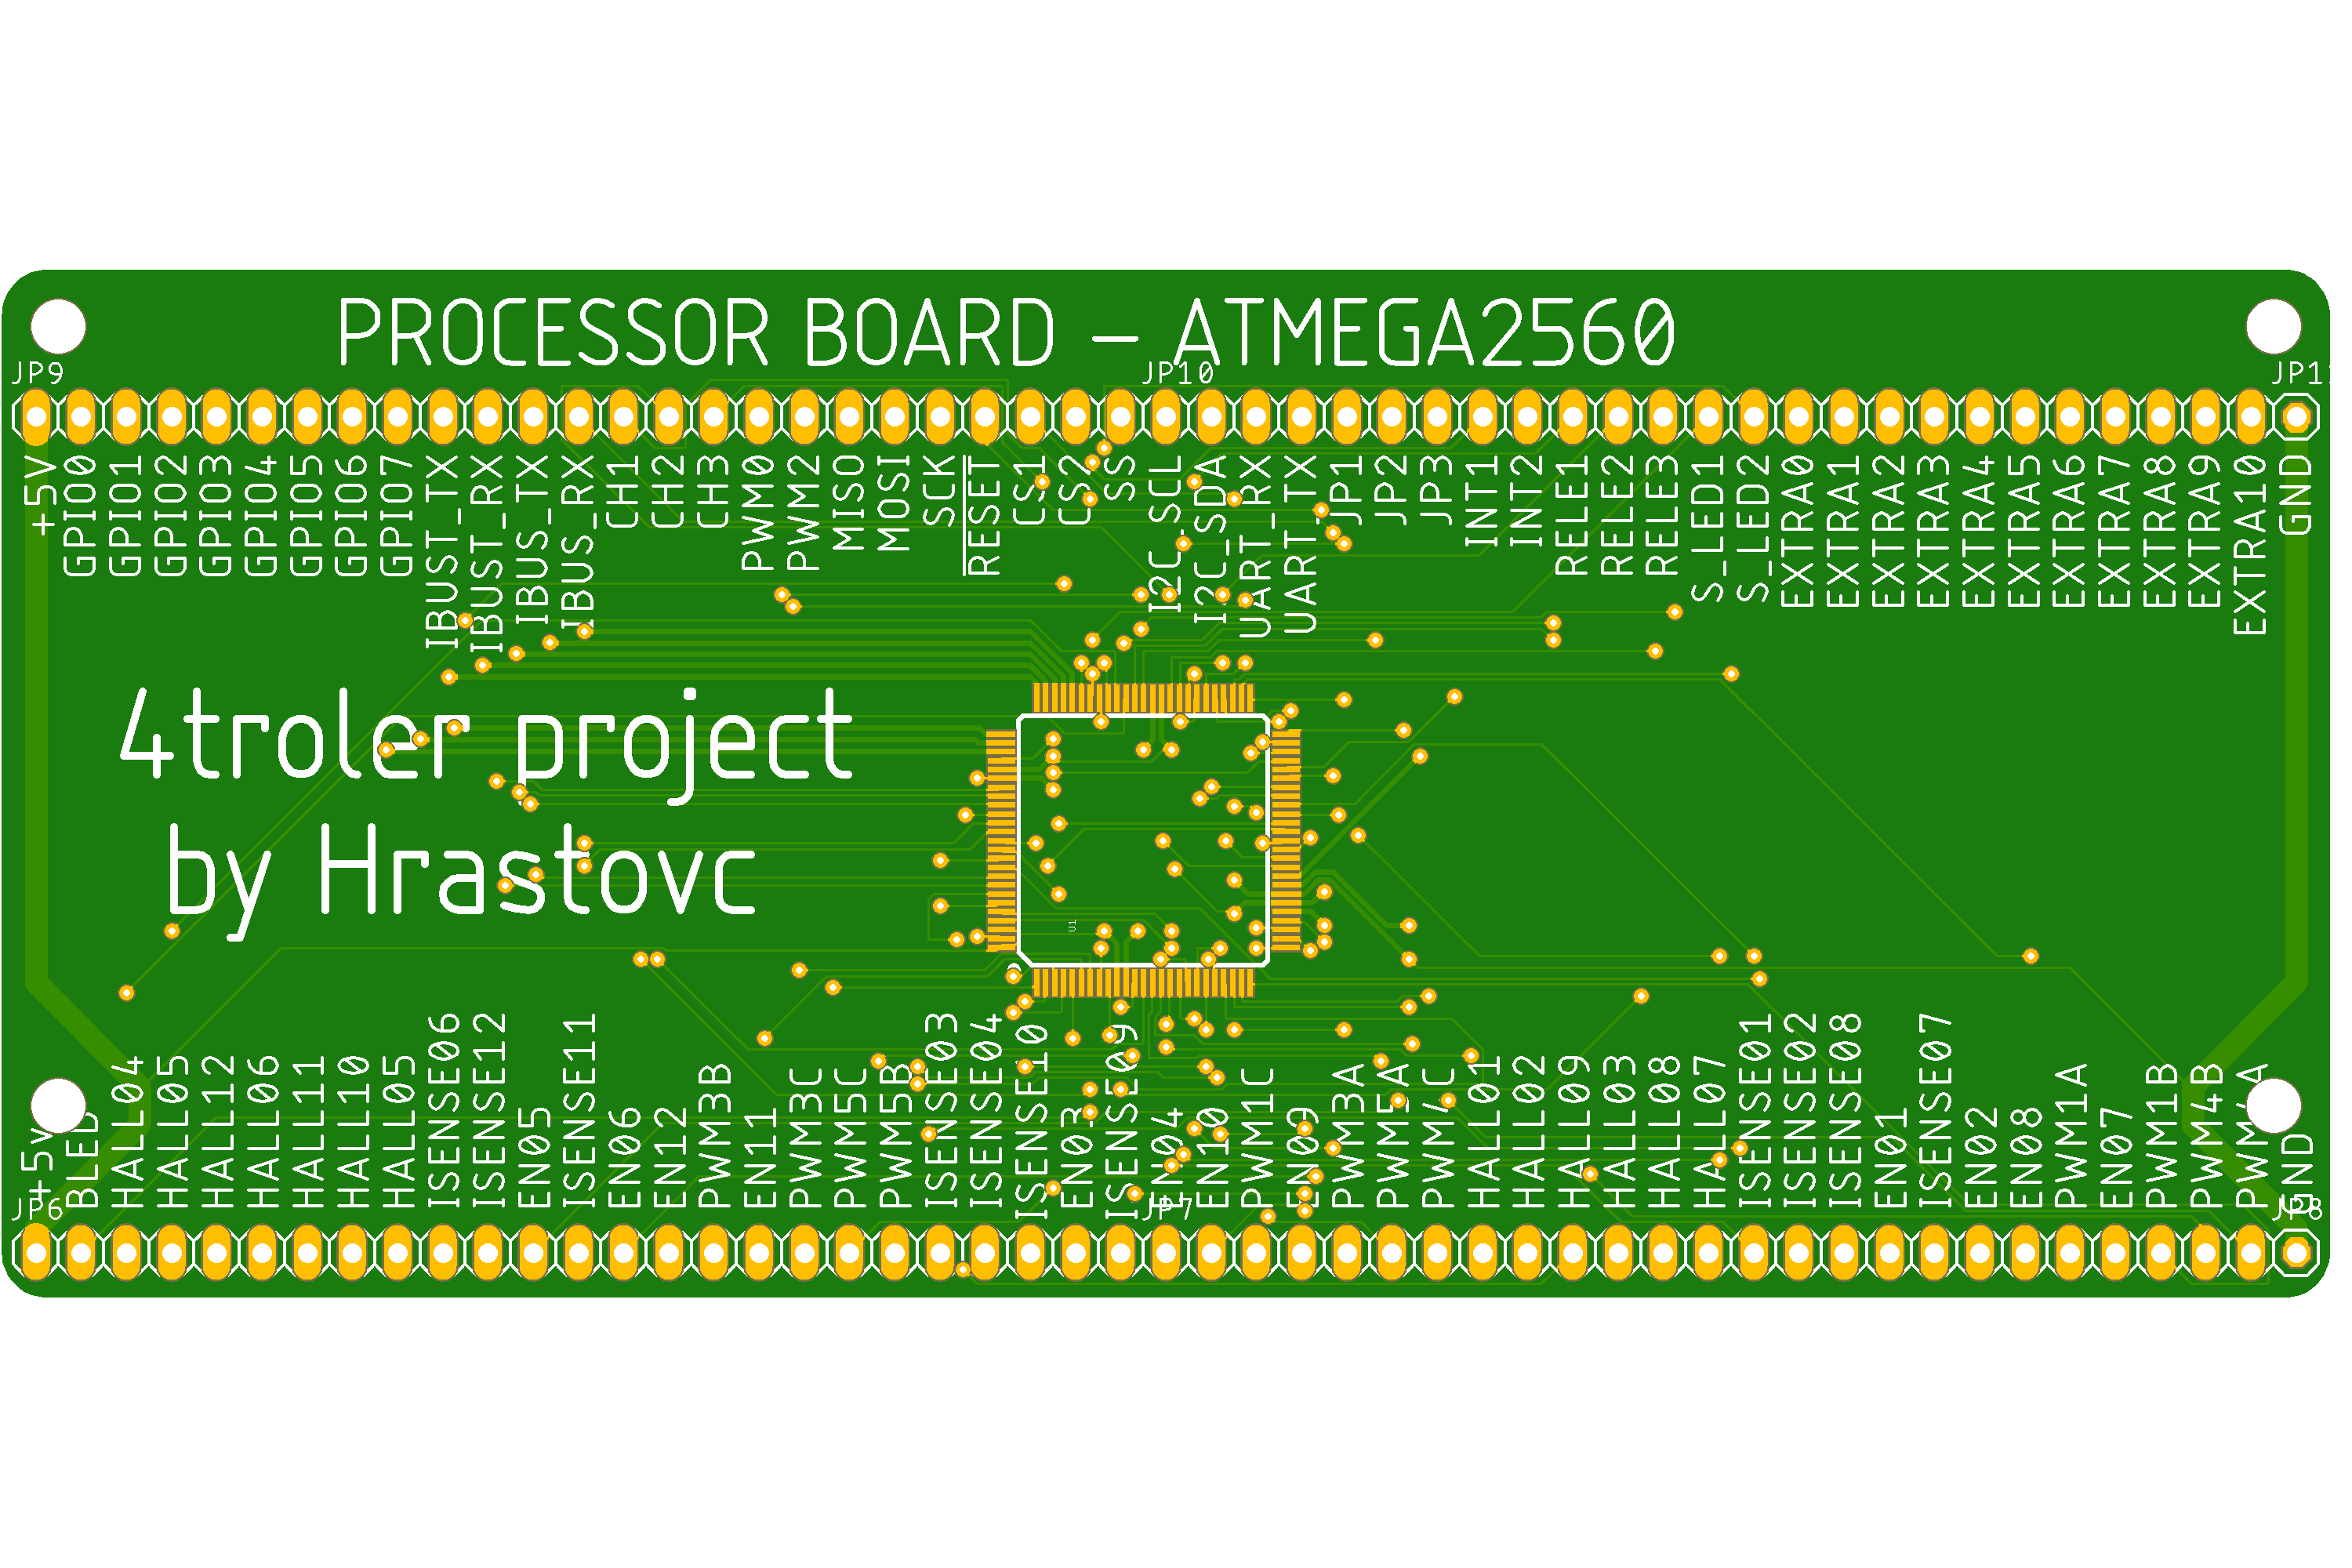 PROCESSOR BOARD - ATMEGA2560
JP9
JP10
+5V
GPIO0
GPIO1
GPIO2
GPIO3
GPIO4
GPIO5
GPIO6
GPIO7
IBUST_TX
IBUST_RX
IBUS_TX
IBUS_RX
CH1
CH2
CH3
PWM0
PWM2
MISO
MOSI
SCK
RESET
CS1
CS2
SS
I2C_SCL
I2C_SDA
UART_RX
UART_TX
JP1
JP2
JP3
INT1
INT2
RELE1
RELE2
RELE3
S_LED1
S_LED2
EXTRA0
EXTRA1
EXTRA2
EXTRA3
EXTRA4
EXTRA5
EXTRA6
EXTRA7
EXTRA8
EXTRA9
EXTRA10
GND
4troler project
by Hrastovc
U1
+5v
BLED
HALL04
HALL05
HALL12
HALL06
HALL11
HALL10
HALL05
ISENSE06
ISENSE12
EN05
ISENSE11
EN06
EN12
PWM3B
EN11
PWM3C
PWM5C
PWM5B
ISENSE03
ISENSE04
ISENSE10
EN03
ISENSE09
EN04
EN10
PWM1C
EN09
PWM3A
PWM5A
PWM4C
HALL01
HALL02
HALL09
HALL03
HALL08
HALL07
ISENSE01
ISENSE02
ISENSE08
EN01
ISENSE07
EN02
EN08
PWM1A
EN07
PWM1B
PWM4B
PWM4A
GND
JP6
JP7
JP8